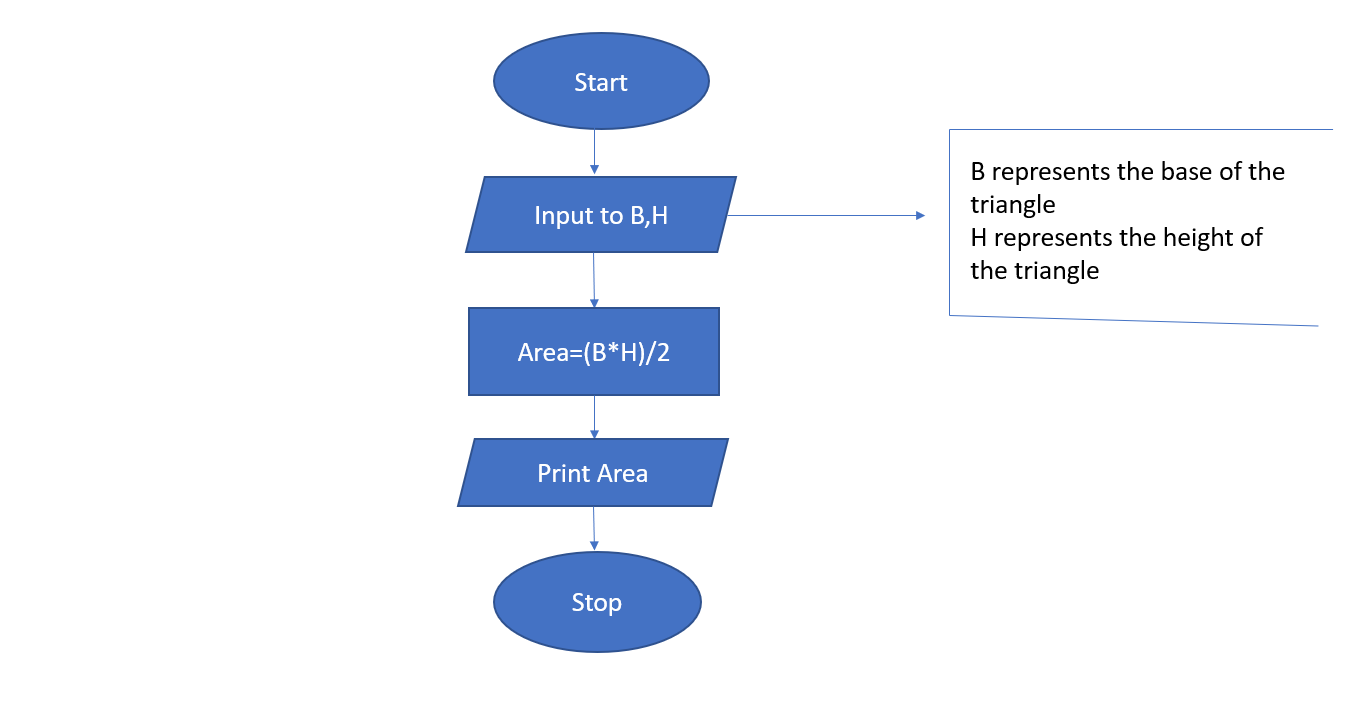 Start
Input to B,H
B represents the base of the
triangle
H represents the height of
the triangle
Area=(B*H)/2
Print Area
Stop